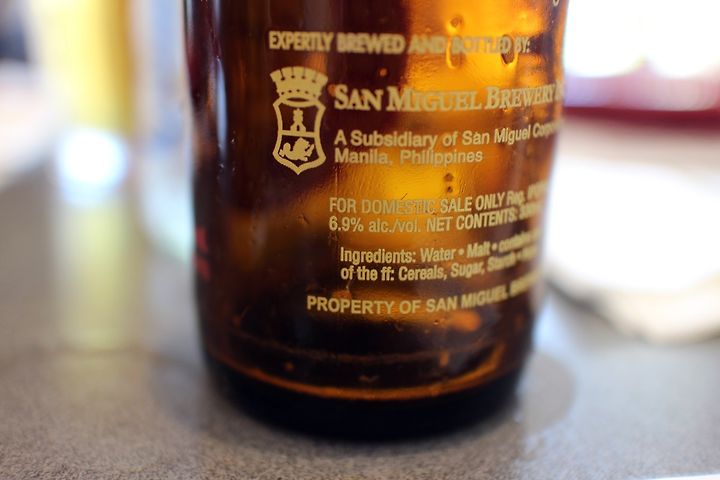 EXPERTLY BREWED AND BOTTLED BY:
SAN MIGUEL BREWERY
A Subsidiary of San Miguel
Manila, Philippines
FOR DOMESTIC SALE ONLY Reg.
6.9% alc./vol. NET CONTENTS:
Ingredients: Water • Malt •
of the ff: Cereals, Sugar,
PROPERTY OF SAN MIGUEL